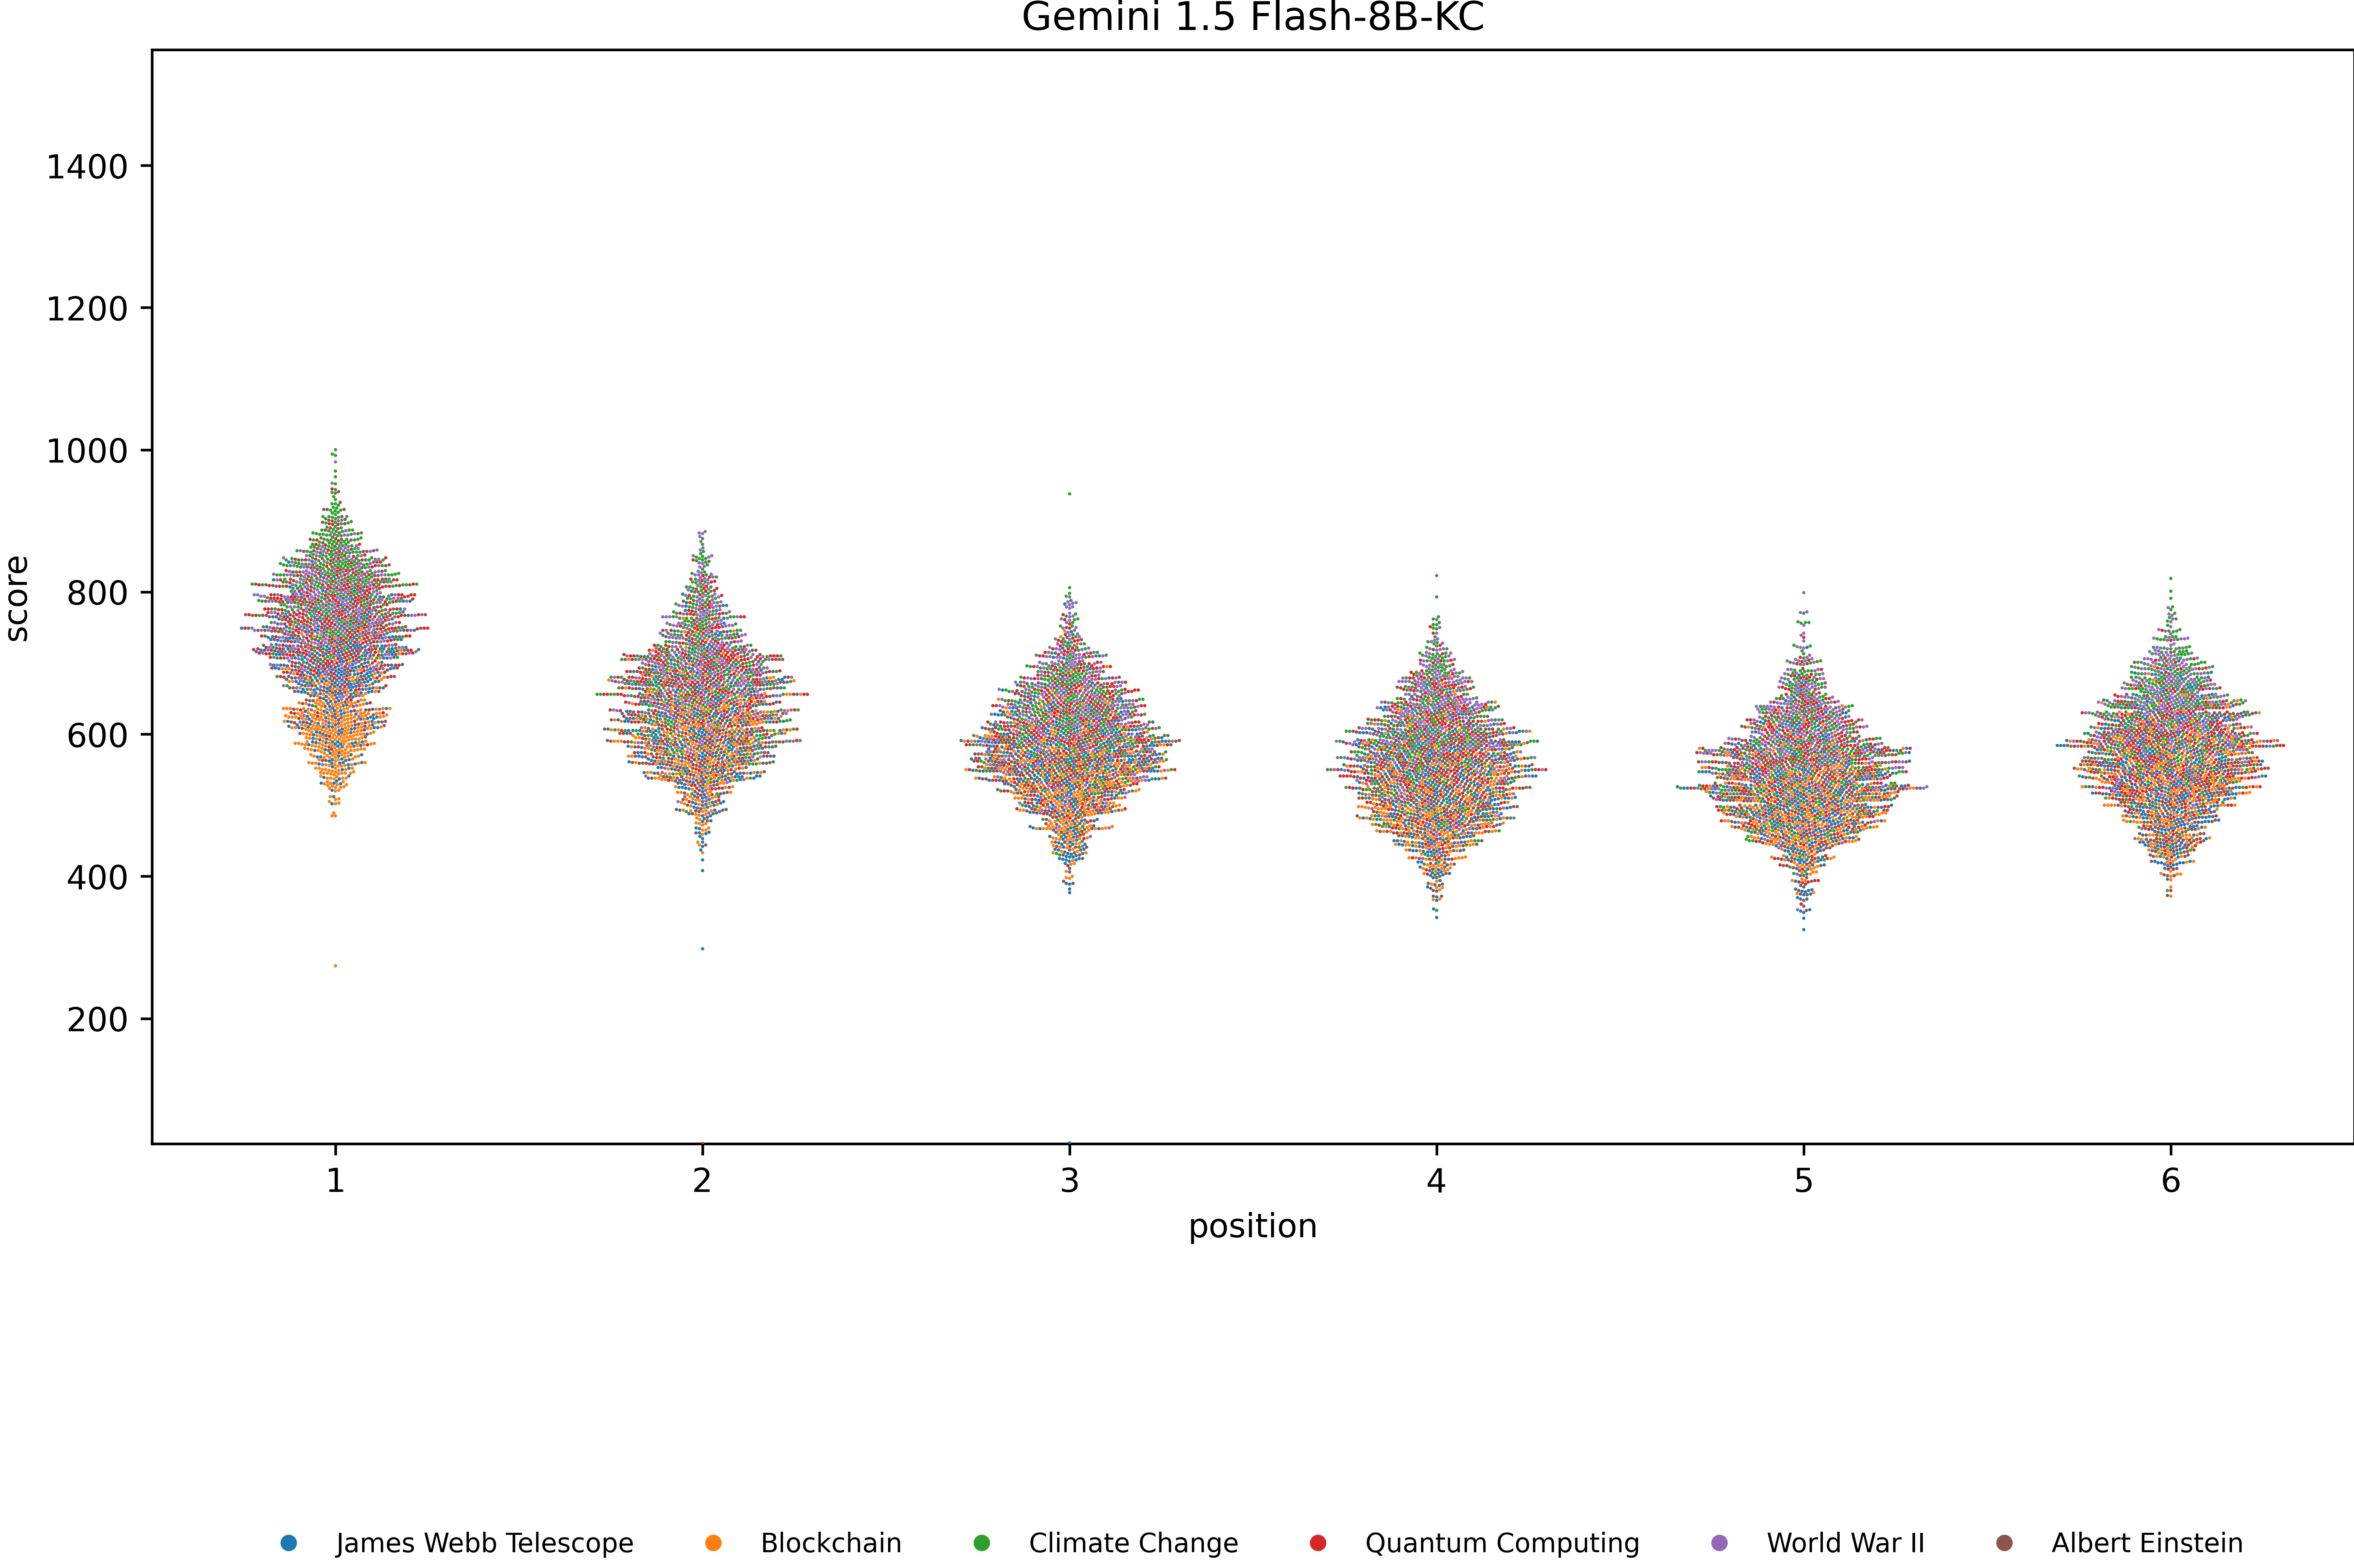 Gemini 1.5 Flash-8B-KC
1400
1200
1000
800
600
400
200
score
1
2
3
4
5
6
position
James Webb Telescope
Blockchain
Climate Change
Quantum Computing
World War II
Albert Einstein